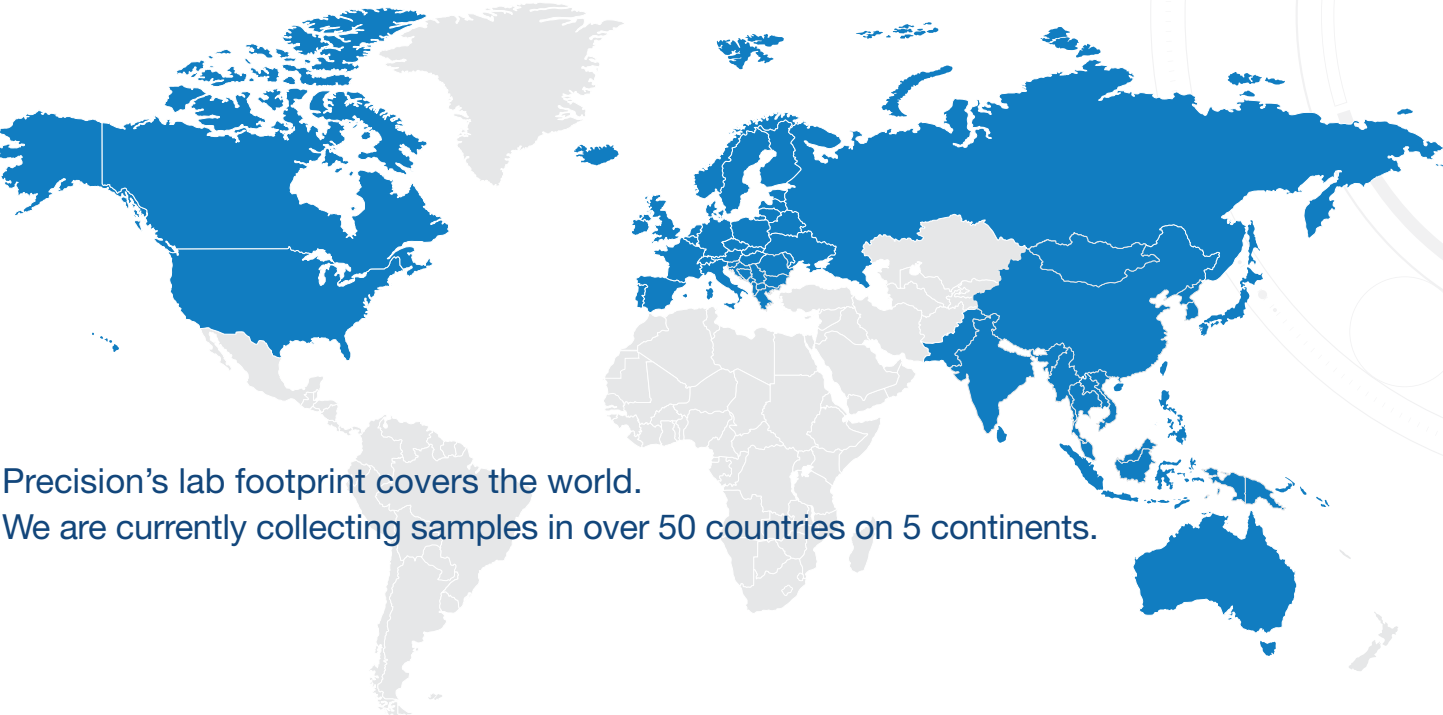 Precision’s lab footprint covers the world.
We are currently collecting samples in over 50 countries on 5 continents.